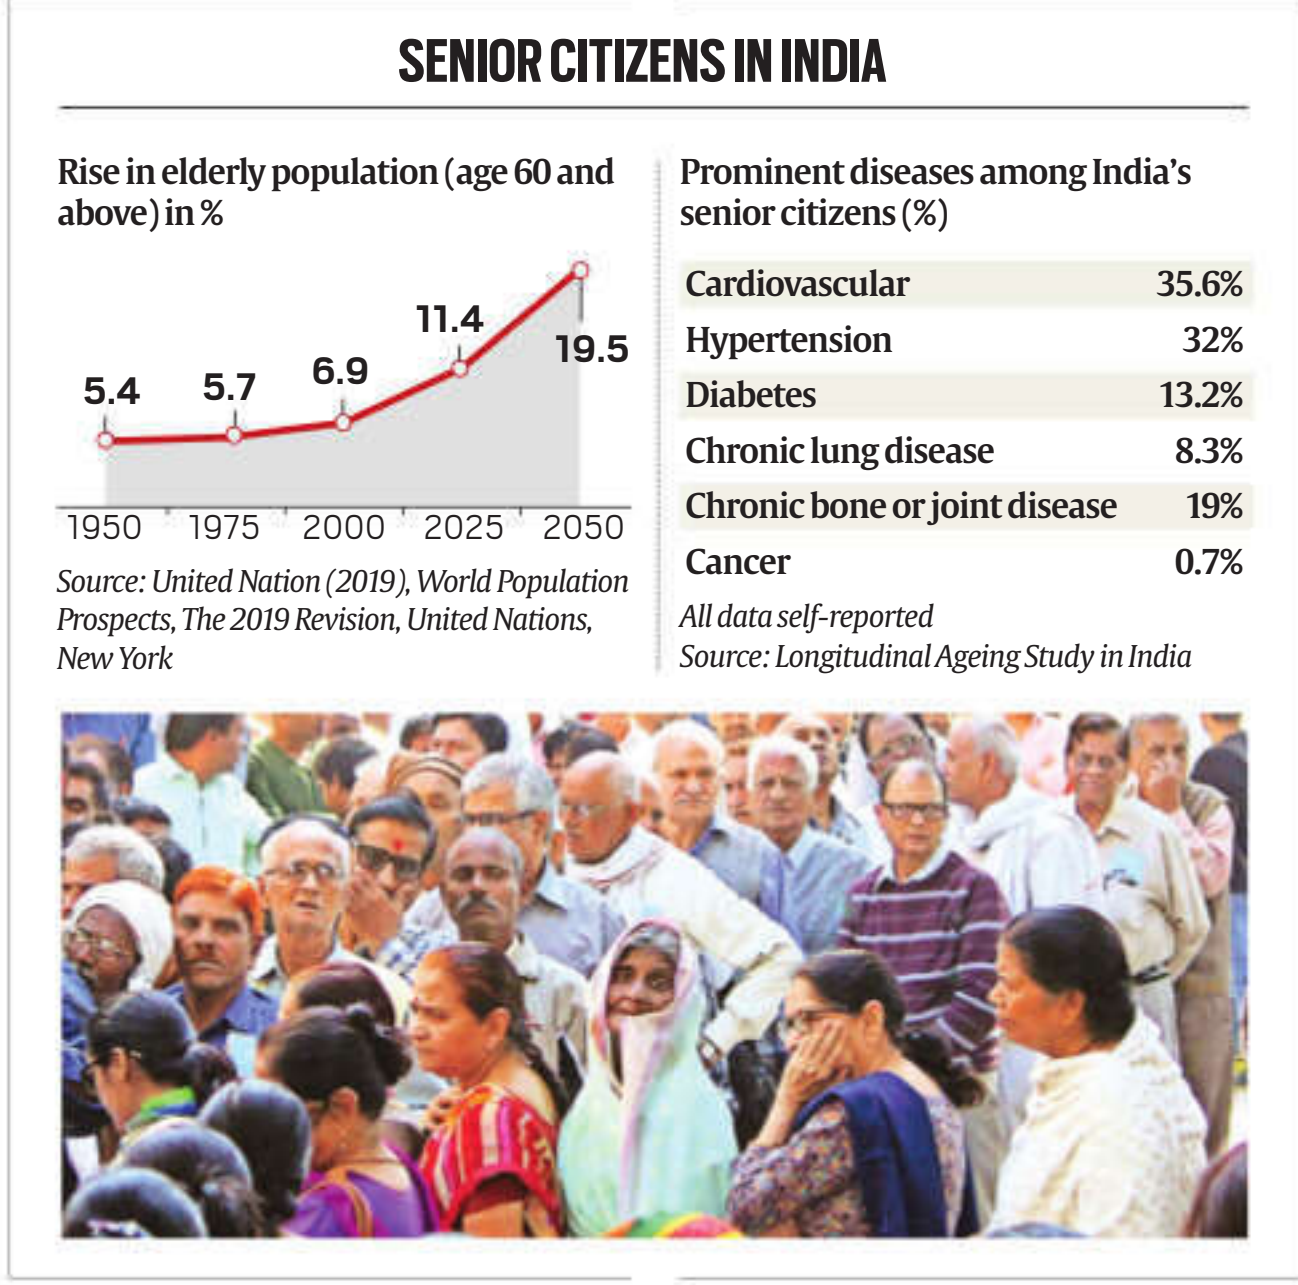 SENIOR CITIZENS IN INDIA
Rise in elderly population (age 60 and
above) in %
5.4
5.7
6.9
11.4
19.5
1950 1975 2000 2025 2050
Source: United Nation (2019), World Population
Prospects, The 2019 Revision, United Nations,
New York
Prominent diseases among India's
senior citizens (%)
Cardiovascular 35.6%
Hypertension 32%
Diabetes 13.2%
Chronic lung disease 8.3%
Chronic bone or joint disease 19%
Cancer 0.7%
All data self-reported
Source: Longitudinal Ageing Study in India